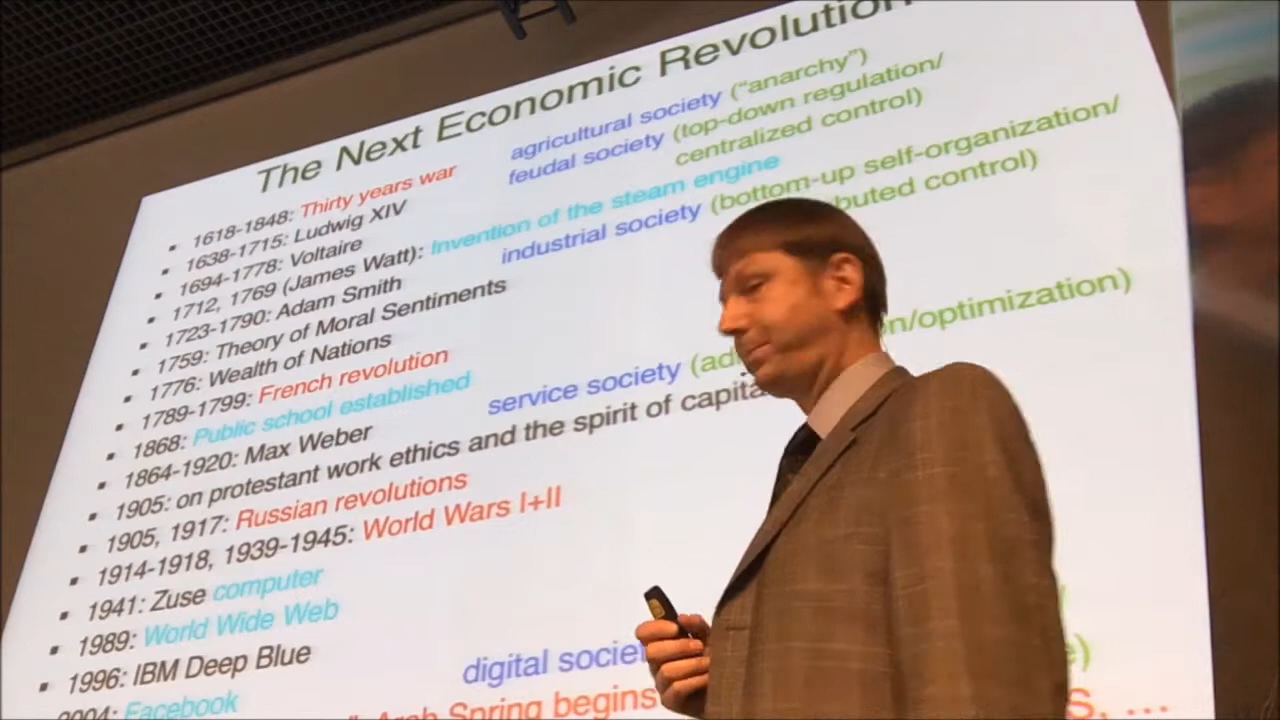 The Next Economic Revolution
agricultural society ("anarchy")
feudal society (top-down regulation/
centralized control)
▪ 1618-1848: Thirty years war
▪ 1638-1715: Ludwig XIV
▪ 1694-1778: Voltaire
▪ 1712, 1769 (James Watt): Invention of the steam engine
industrial society (bottom-up self-organization/
buted control)
▪ 1723-1790: Adam Smith
▪ 1759: Theory of Moral Sentiments
▪ 1776: Wealth of Nations
▪ 1789-1799: French revolution
▪ 1868: Public school established
service society (ad n/optimization)
▪ 1864-1920: Max Weber
▪ 1905: on protestant work ethics and the spirit of capita
▪ 1905, 1917: Russian revolutions
▪ 1914-1918, 1939-1945: World Wars I+II
▪ 1941: Zuse computer
▪ 1989: World Wide Web
▪ 1996: IBM Deep Blue
digital socie e)
2004: Facebook
Arab Spring begins s, ...